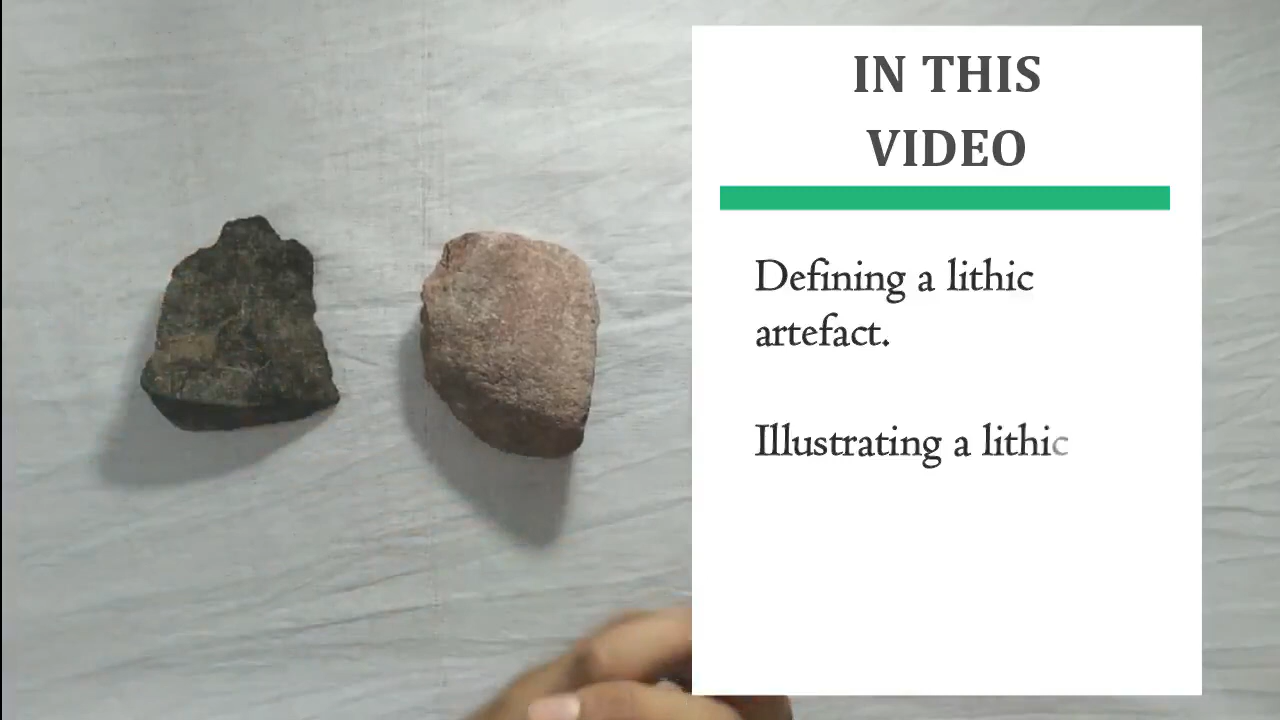 IN THIS
VIDEO
Defining a lithic
artefact.
Illustrating a lithic